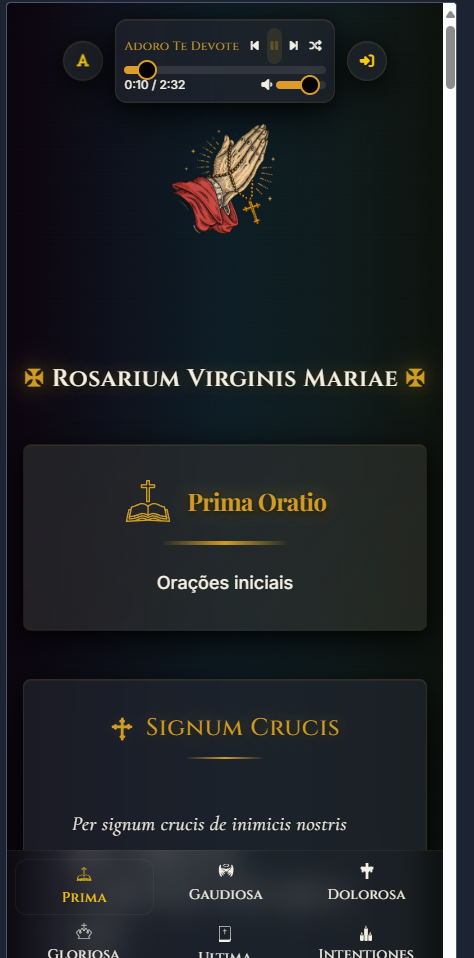 A
Adoro Te Devote
0:10 / 2:32
✠ Rosarium Virginis Mariae ✠
Prima Oratio
Orações iniciais
Signum Crucis
Per signum crucis de inimicis nostris
Prima
Gaudiosa
Dolorosa
Gloriosa
Ultima
Intentiones